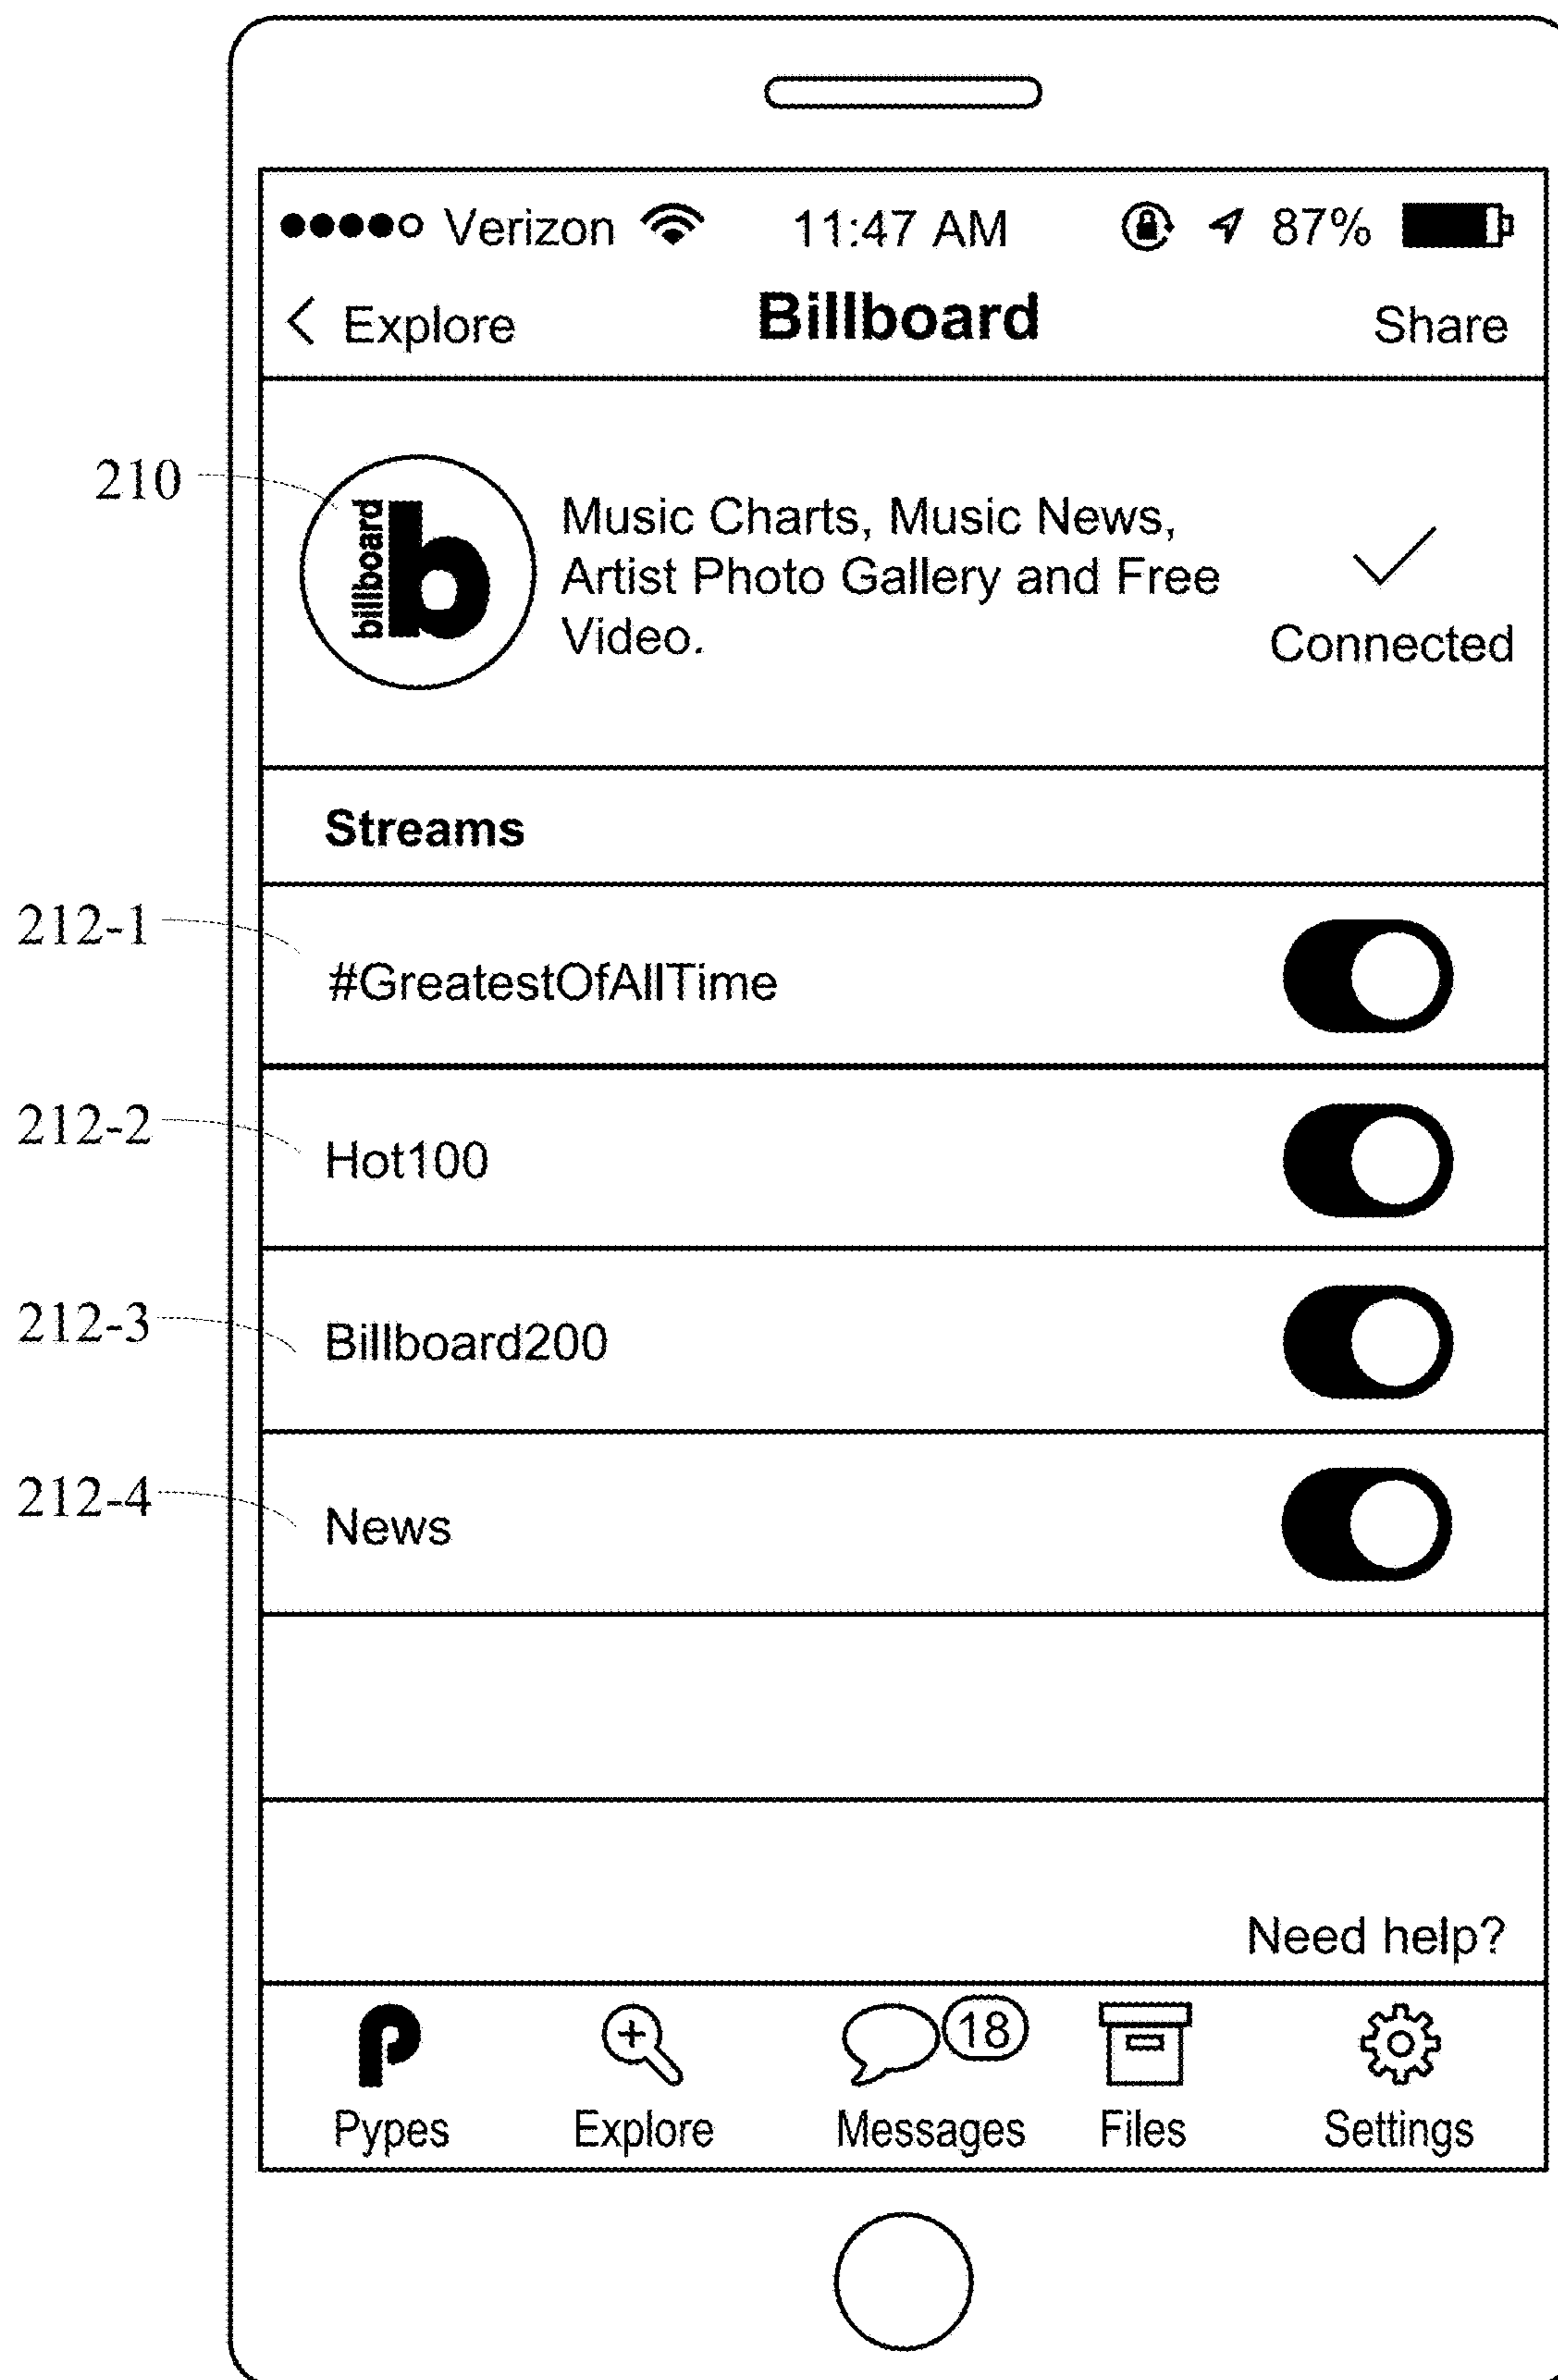 Verizon 11:47 AM 87%
< Explore Billboard Share
210
billboard
b
Music Charts, Music News,
Artist Photo Gallery and Free
Video.
Connected
Streams
212-1
#GreatestOfAllTime
212-2
Hot100
212-3
Billboard200
212-4
News
Need help?
18
Pypes Explore Messages Files Settings